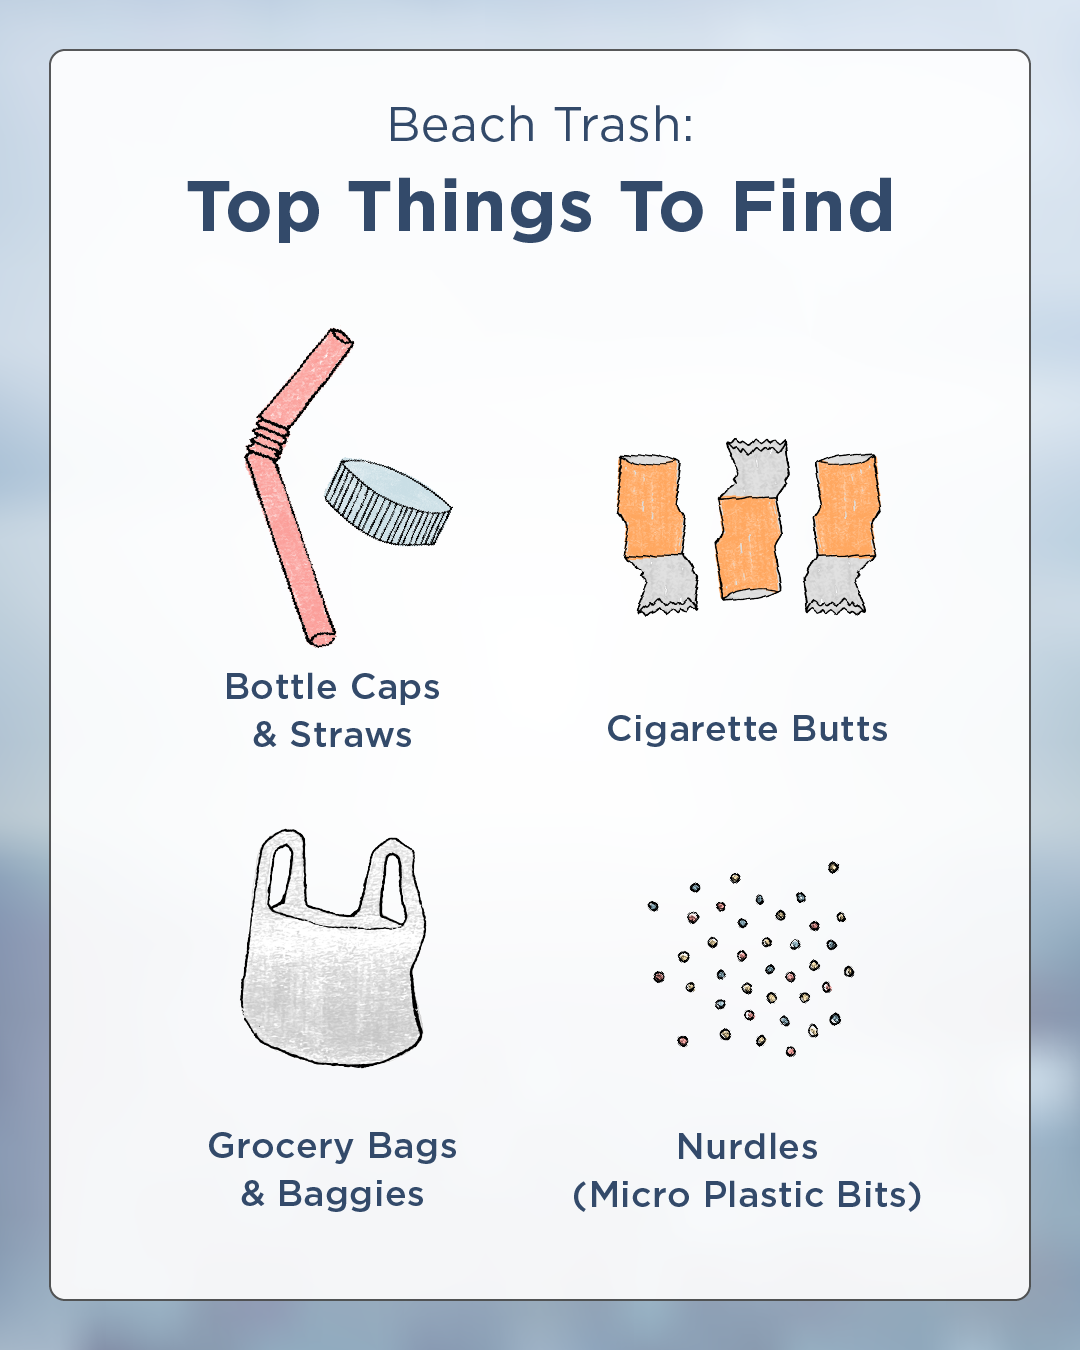 Beach Trash:
Top Things To Find
Bottle Caps
& Straws
Cigarette Butts
Grocery Bags
& Baggies
Nurdles
(Micro Plastic Bits)